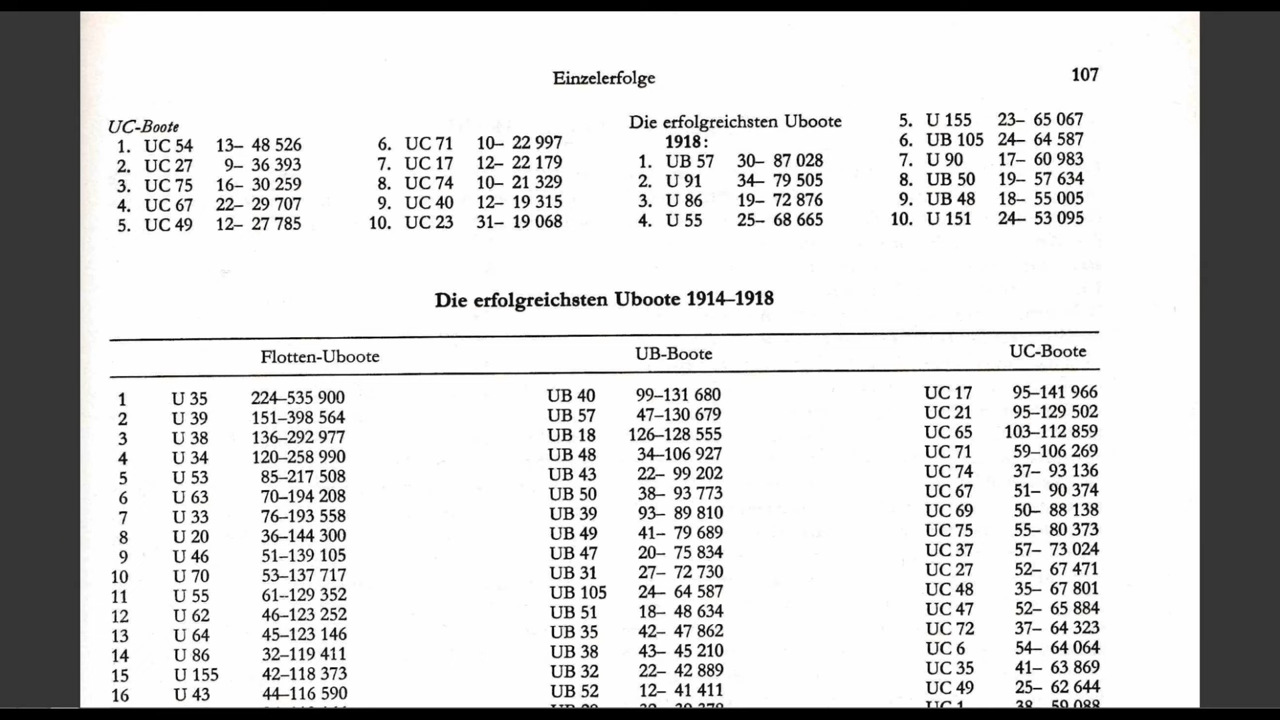 Einzelerfolge 107
UC-Boote
1. UC 54 13– 48 526
2. UC 27 9– 36 393
3. UC 75 16– 30 259
4. UC 67 22– 29 707
5. UC 49 12– 27 785
6. UC 71 10– 22 997
7. UC 17 12– 22 179
8. UC 74 10– 21 329
9. UC 40 12– 19 315
10. UC 23 31– 19 068
Die erfolgreichsten Uboote
1918:
1. UB 57 30– 87 028
2. U 91 34– 79 505
3. U 86 19– 72 876
4. U 55 25– 68 665
5. U 155 23– 65 067
6. UB 105 24– 64 587
7. U 90 17– 60 983
8. UB 50 19– 57 634
9. UB 48 18– 55 005
10. U 151 24– 53 095
Die erfolgreichsten Uboote 1914–1918
Flotten-Uboote UB-Boote UC-Boote
1 U 35 224–535 900 UB 40 99–131 680 UC 17 95–141 966
2 U 39 151–398 564 UB 57 47–130 679 UC 21 95–129 502
3 U 38 136–292 977 UB 18 126–128 555 UC 65 103–112 859
4 U 34 120–258 990 UB 48 34–106 927 UC 71 59–106 269
5 U 53 85–217 508 UB 43 22– 99 202 UC 74 37– 93 136
6 U 63 70–194 208 UB 50 38– 93 773 UC 67 51– 90 374
7 U 33 76–193 558 UB 39 93– 89 810 UC 69 50– 88 138
8 U 20 36–144 300 UB 49 41– 79 689 UC 75 55– 80 373
9 U 46 51–139 105 UB 47 20– 75 834 UC 37 57– 73 024
10 U 70 53–137 717 UB 31 27– 72 730 UC 27 52– 67 471
11 U 55 61–129 352 UB 105 24– 64 587 UC 48 35– 67 801
12 U 62 46–123 252 UB 51 18– 48 634 UC 47 52– 65 884
13 U 64 45–123 146 UB 35 42– 47 862 UC 72 37– 64 323
14 U 86 32–119 411 UB 38 43– 45 210 UC 6 54– 64 064
15 U 155 42–118 373 UB 32 22– 42 889 UC 35 41– 63 869
16 U 43 44–116 590 UB 52 12– 41 411 UC 49 25– 62 644